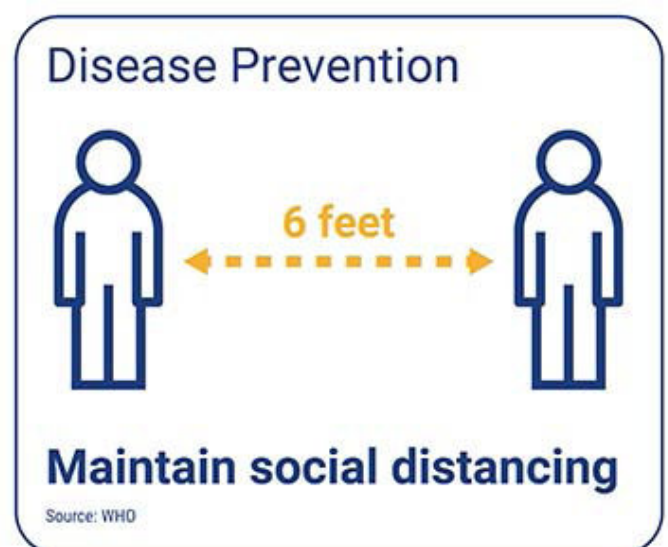 Disease Prevention
6 feet
Maintain social distancing
Source: WHO